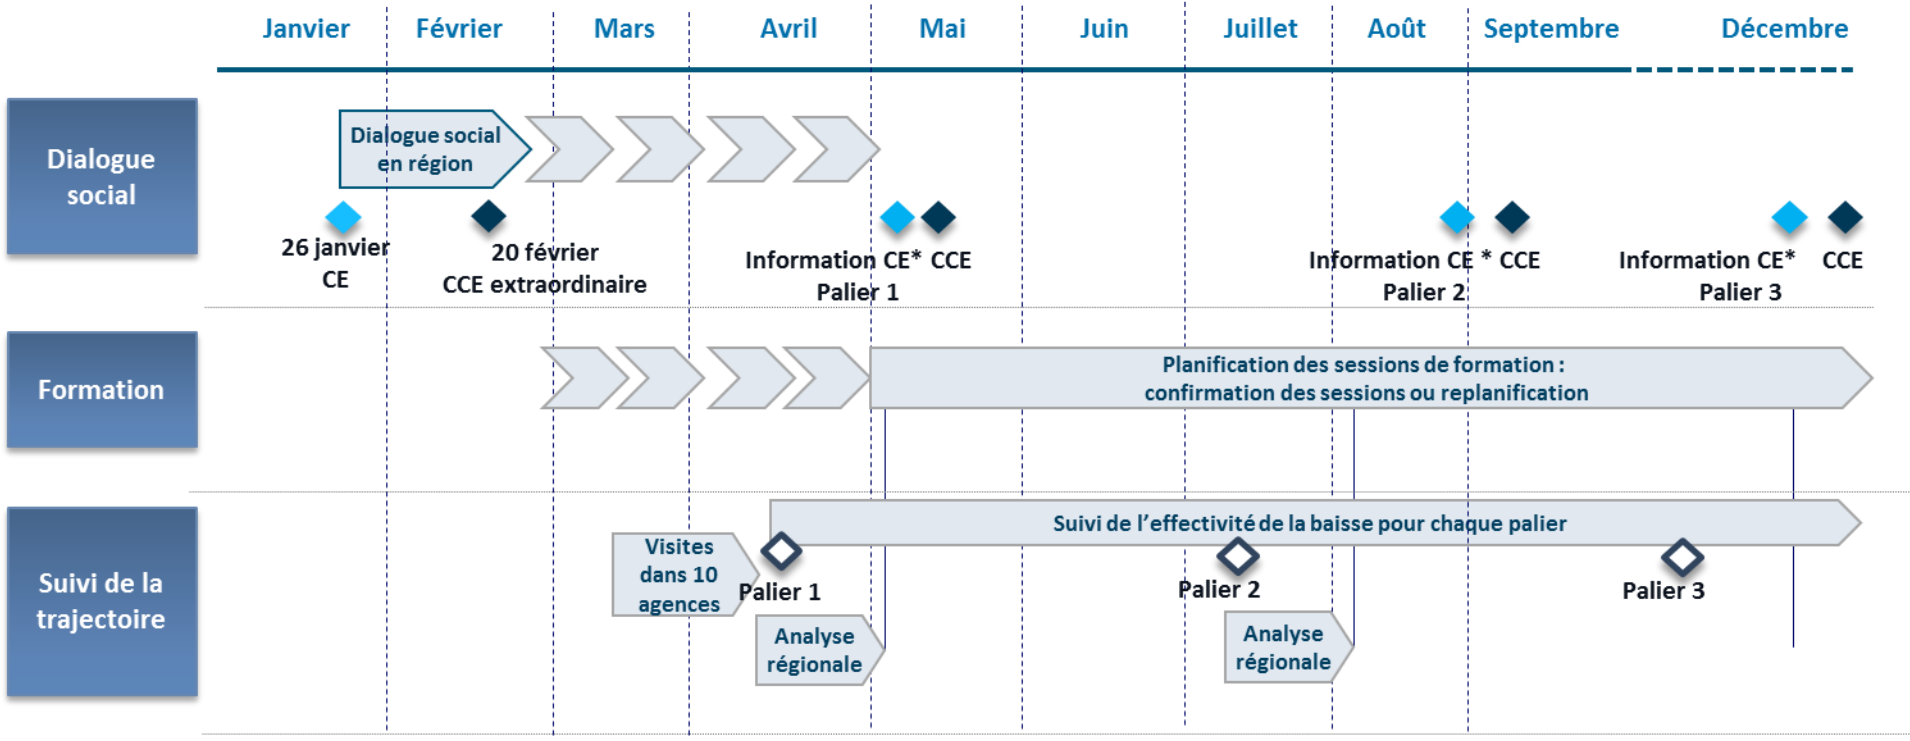 Janvier Février Mars Avril Mai Juin Juillet Août Septembre Décembre
Dialogue
social
Dialogue social
en région
26 janvier
CE
20 février
CCE extraordinaire
Information CE* CCE
Palier 1
Information CE * CCE
Palier 2
Information CE* CCE
Palier 3
Formation
Planification des sessions de formation :
confirmation des sessions ou replanification
Suivi de la
trajectoire
Suivi de l’effectivité de la baisse pour chaque palier
Visites
dans 10
agences
Palier 1
Palier 2
Palier 3
Analyse
régionale
Analyse
régionale